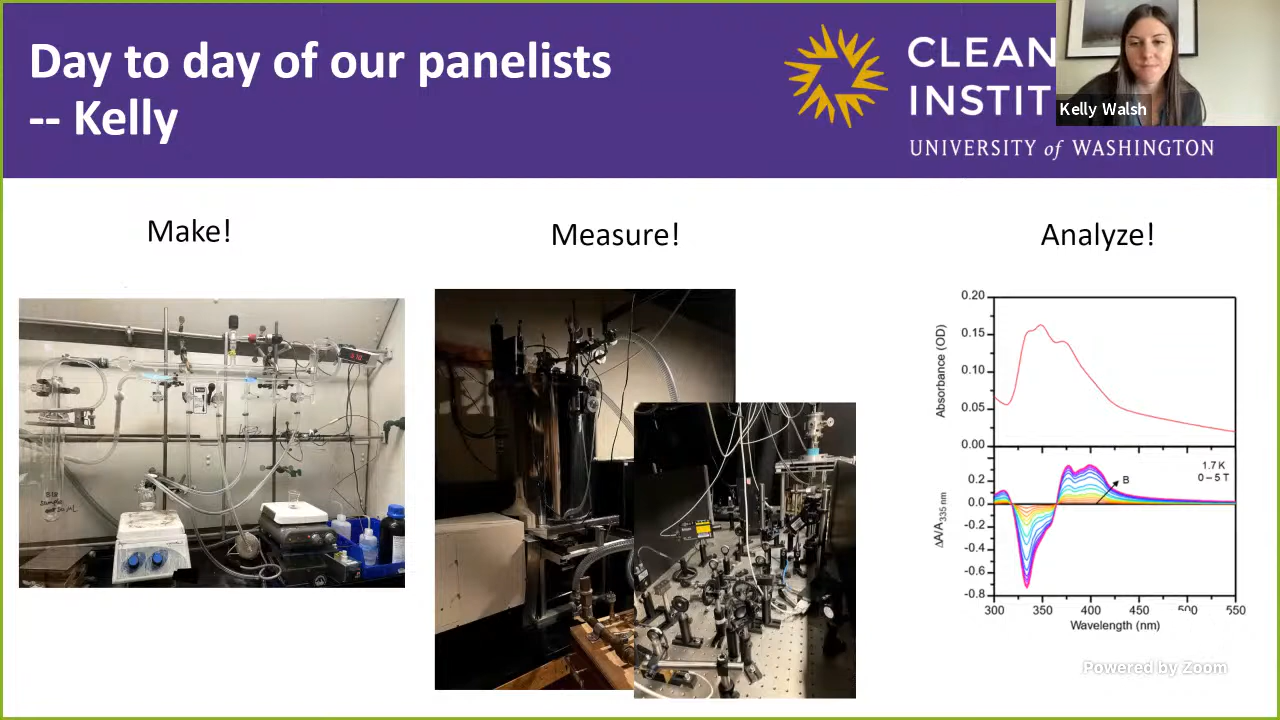 Day to day of our panelists
-- Kelly
CLEAN
INSTIT
UNIVERSITY of WASHINGTON
Kelly Walsh
Make!
Measure!
Analyze!
0.20
0.15
0.10
0.05
0.00
Absorbance (OD)
1.7 K
0 – 5 T
B
0.2
0.0
-0.2
-0.4
-0.6
-0.8
ΔA/A335 nm
300 350 400 450 500 550
Wavelength (nm)
Powered by Zoom